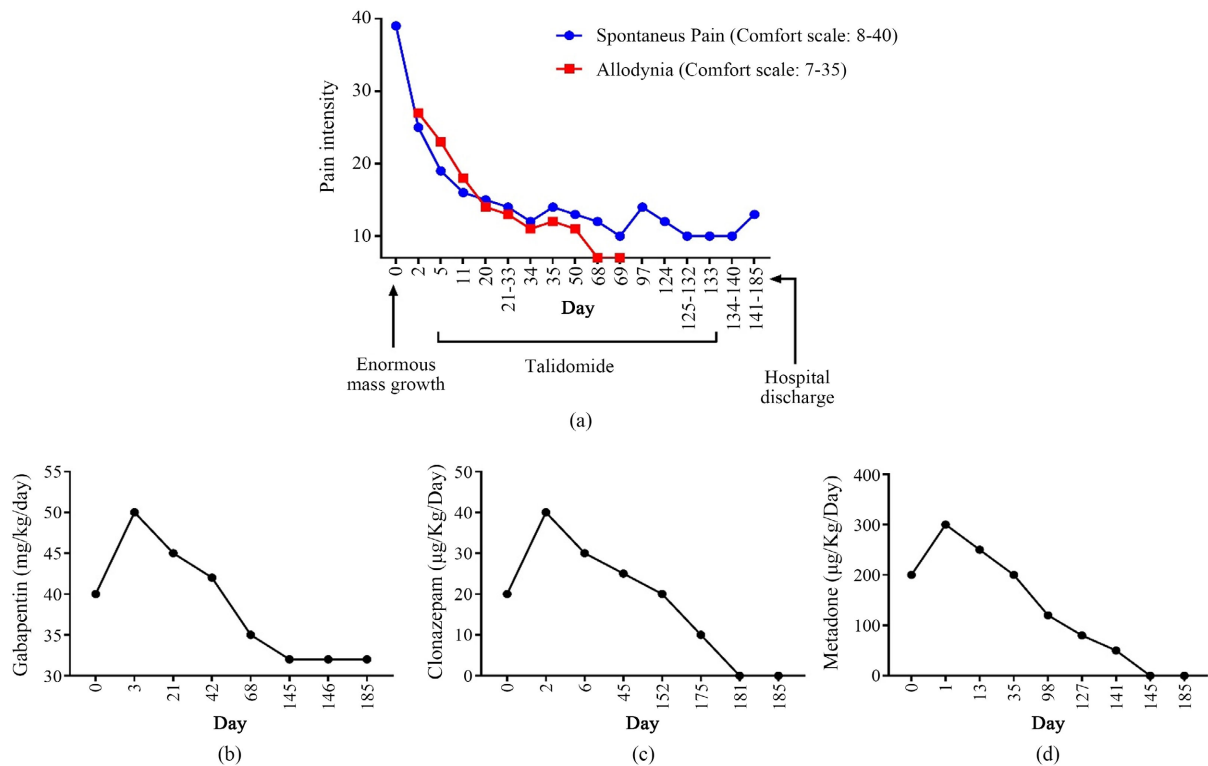 40
30
20
10
Pain intensity
Spontaneus Pain (Comfort scale: 8-40)
Allodynia (Comfort scale: 7-35)
0 2 5 11 20 21-33 34 35 50 68 69 97 124 125-132 133 134-140 141-185
Day
Enormous
mass growth
Talidomide
Hospital
discharge
(a)
Gabapentin (mg/kg/day)
55
50
45
40
35
30
0 3 21 42 68 145 146 185
Day
(b)
Clonazepam (µg/Kg/Day)
50
40
30
20
10
0
0 2 6 45 152 175 181 185
Day
(c)
Metadone (µg/Kg/Day)
400
300
200
100
0
0 1 13 35 98 127 141 145 185
Day
(d)